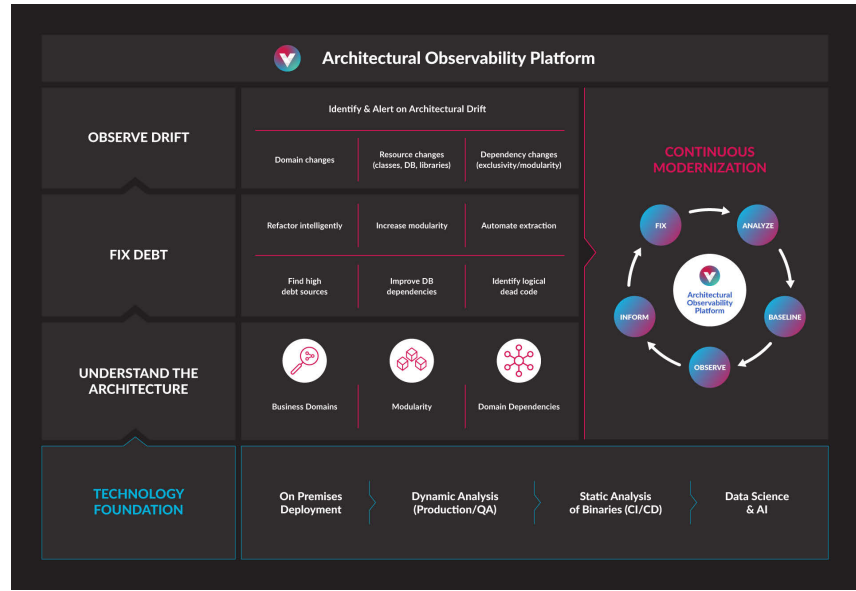 Architectural Observability Platform
OBSERVE DRIFT
Identify & Alert on Architectural Drift
Domain changes
Resource changes
(classes, DB, libraries)
Dependency changes
(exclusivity/modularity)
FIX DEBT
Refactor intelligently
Increase modularity
Automate extraction
Find high
debt sources
Improve DB
dependencies
Identify logical
dead code
UNDERSTAND THE
ARCHITECTURE
Business Domains
Modularity
Domain Dependencies
CONTINUOUS
MODERNIZATION
FIX
ANALYZE
BASELINE
OBSERVE
INFORM
Architectural
Observability
Platform
TECHNOLOGY
FOUNDATION
On Premises
Deployment
Dynamic Analysis
(Production/QA)
Static Analysis
of Binaries (CI/CD)
Data Science
& AI